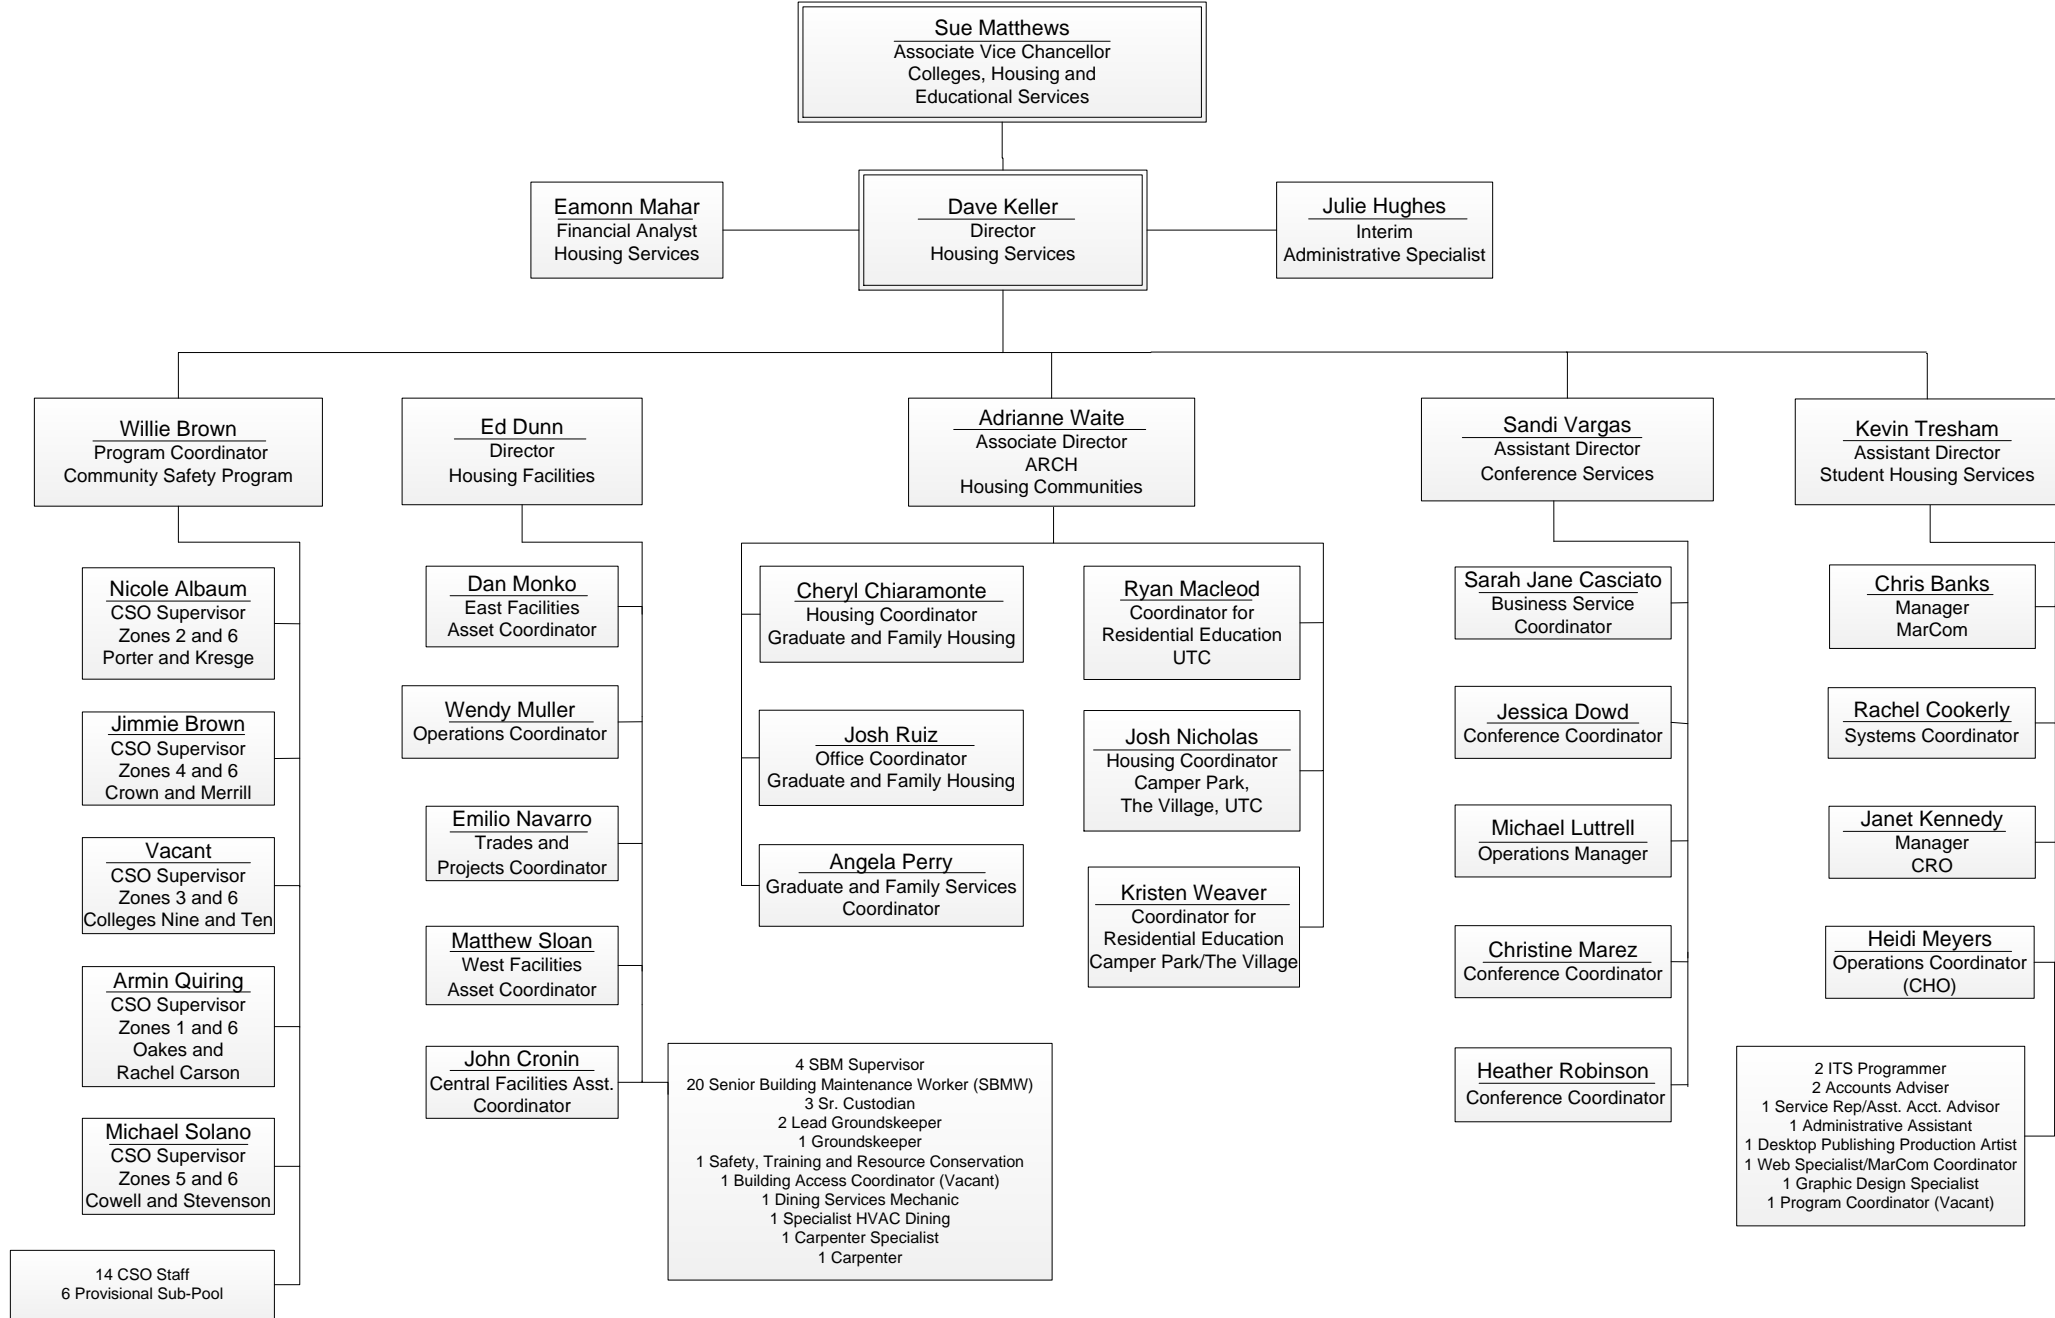 Sue Matthews
Associate Vice Chancellor
Colleges, Housing and
Educational Services
Eamonn Mahar
Financial Analyst
Housing Services
Dave Keller
Director
Housing Services
Julie Hughes
Interim
Administrative Specialist
Willie Brown
Program Coordinator
Community Safety Program
Ed Dunn
Director
Housing Facilities
Adrianne Waite
Associate Director
ARCH
Housing Communities
Sandi Vargas
Assistant Director
Conference Services
Kevin Tresham
Assistant Director
Student Housing Services
Nicole Albaum
CSO Supervisor
Zones 2 and 6
Porter and Kresge
Jimmie Brown
CSO Supervisor
Zones 4 and 6
Crown and Merrill
Vacant
CSO Supervisor
Zones 3 and 6
Colleges Nine and Ten
Armin Quiring
CSO Supervisor
Zones 1 and 6
Oakes and
Rachel Carson
Michael Solano
CSO Supervisor
Zones 5 and 6
Cowell and Stevenson
14 CSO Staff
6 Provisional Sub-Pool
Dan Monko
East Facilities
Asset Coordinator
Wendy Muller
Operations Coordinator
Emilio Navarro
Trades and
Projects Coordinator
Matthew Sloan
West Facilities
Asset Coordinator
John Cronin
Central Facilities Asst.
Coordinator
4 SBM Supervisor
20 Senior Building Maintenance Worker (SBMW)
3 Sr. Custodian
2 Lead Groundskeeper
1 Groundskeeper
1 Safety, Training and Resource Conservation
1 Building Access Coordinator (Vacant)
1 Dining Services Mechanic
1 Specialist HVAC Dining
1 Carpenter Specialist
1 Carpenter
Cheryl Chiaramonte
Housing Coordinator
Graduate and Family Housing
Josh Ruiz
Office Coordinator
Graduate and Family Housing
Angela Perry
Graduate and Family Services
Coordinator
Ryan Macleod
Coordinator for
Residential Education
UTC
Josh Nicholas
Housing Coordinator
Camper Park,
The Village, UTC
Kristen Weaver
Coordinator for
Residential Education
Camper Park/The Village
Sarah Jane Casciato
Business Service
Coordinator
Jessica Dowd
Conference Coordinator
Michael Luttrell
Operations Manager
Christine Marez
Conference Coordinator
Heather Robinson
Conference Coordinator
Chris Banks
Manager
MarCom
Rachel Cookerly
Systems Coordinator
Janet Kennedy
Manager
CRO
Heidi Meyers
Operations Coordinator
(CHO)
2 ITS Programmer
2 Accounts Adviser
1 Service Rep/Asst. Acct. Advisor
1 Administrative Assistant
1 Desktop Publishing Production Artist
1 Web Specialist/MarCom Coordinator
1 Graphic Design Specialist
1 Program Coordinator (Vacant)